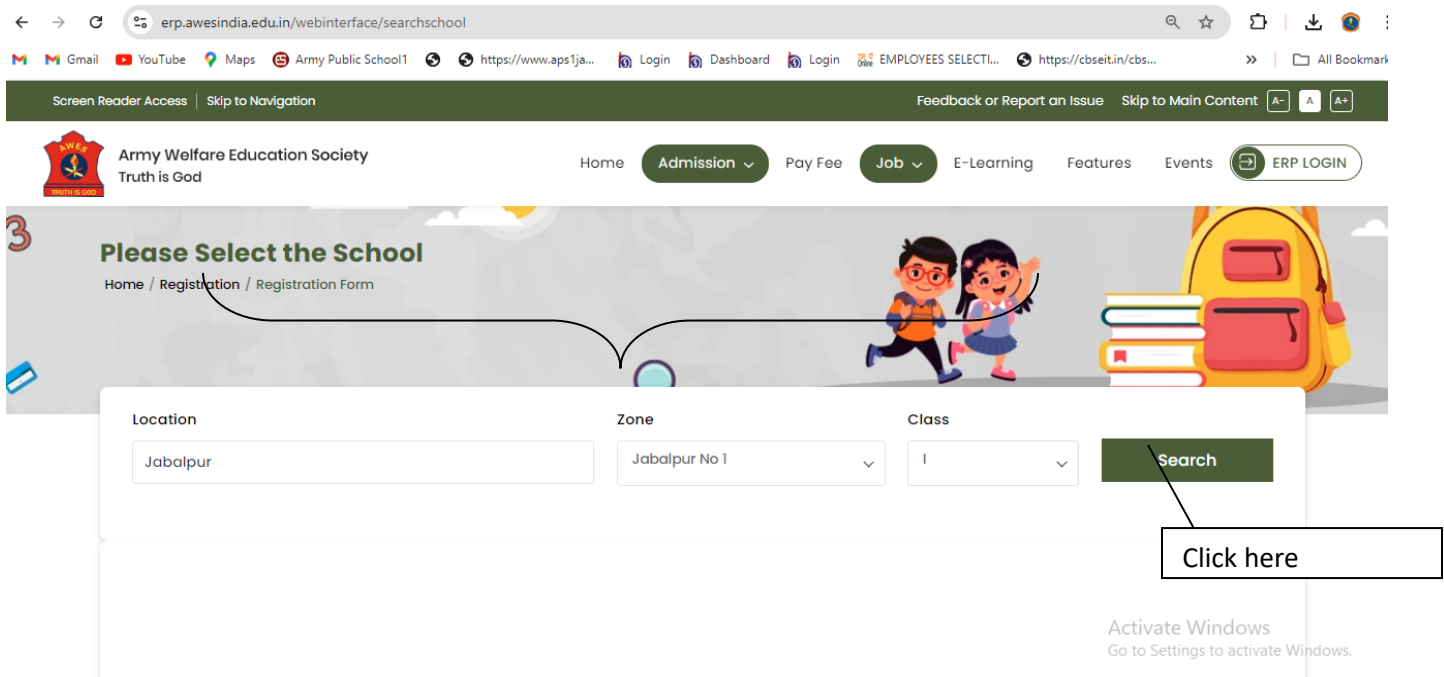 erp.awesindia.edu.in/webinterface/searchschool
Gmail YouTube Maps Army Public School1 https://www.aps1ja... Login Dashboard Login EMPLOYEES SELECTI... https://cbseit.in/cbs... » All Bookmark
Screen Reader Access | Skip to Navigation Feedback or Report an Issue Skip to Main Content A- A A+
AWES
TRUTH IS GOD
Army Welfare Education Society
Truth is God
Home Admission Pay Fee Job E-Learning Features Events ERP LOGIN
3
Please Select the School
Home / Registration / Registration Form
Location Zone Class
Jabalpur Jabalpur No 1 I Search
Click here
Activate Windows
Go to Settings to activate Windows.